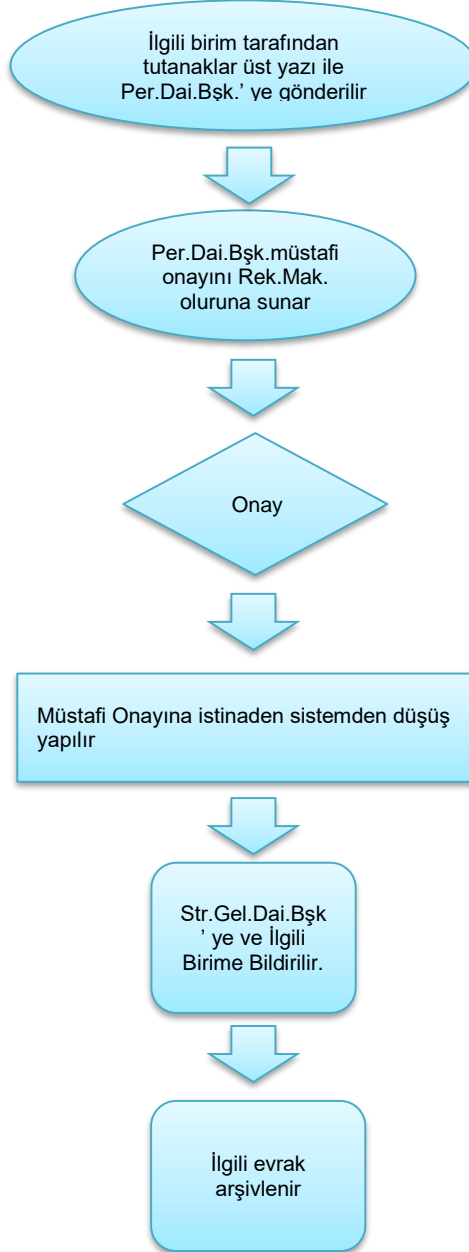 İlgili birim tarafından
tutanaklar üst yazı ile
Per.Dai.Bşk.’ ye gönderilir
Per.Dai.Bşk.müstafi
onayını Rek.Mak.
oluruna sunar
Onay
Müstafi Onayına istinaden sistemden düşüş
yapılır
Str.Gel.Dai.Bşk
’ ye ve İlgili
Birime Bildirilir.
İlgili evrak
arşivlenir